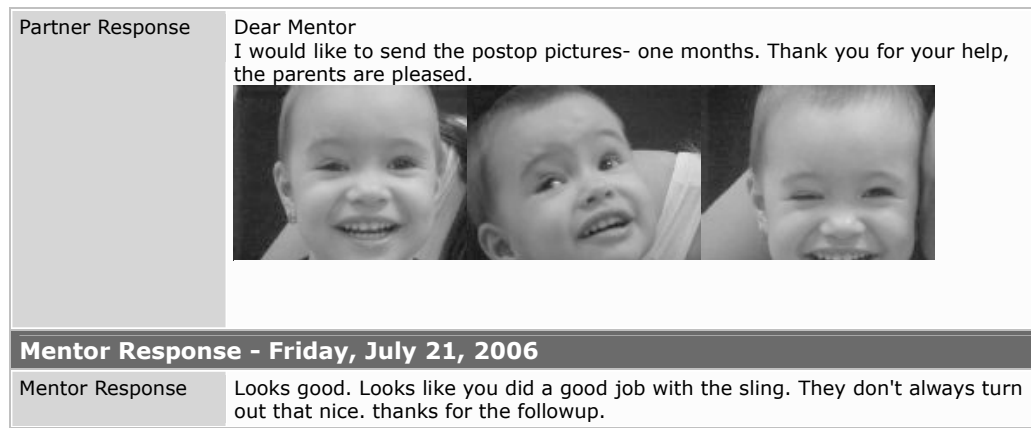 Partner Response
Dear Mentor
I would like to send the postop pictures- one months. Thank you for your help,
the parents are pleased.
Mentor Response - Friday, July 21, 2006
Mentor Response
Looks good. Looks like you did a good job with the sling. They don't always turn
out that nice. thanks for the followup.